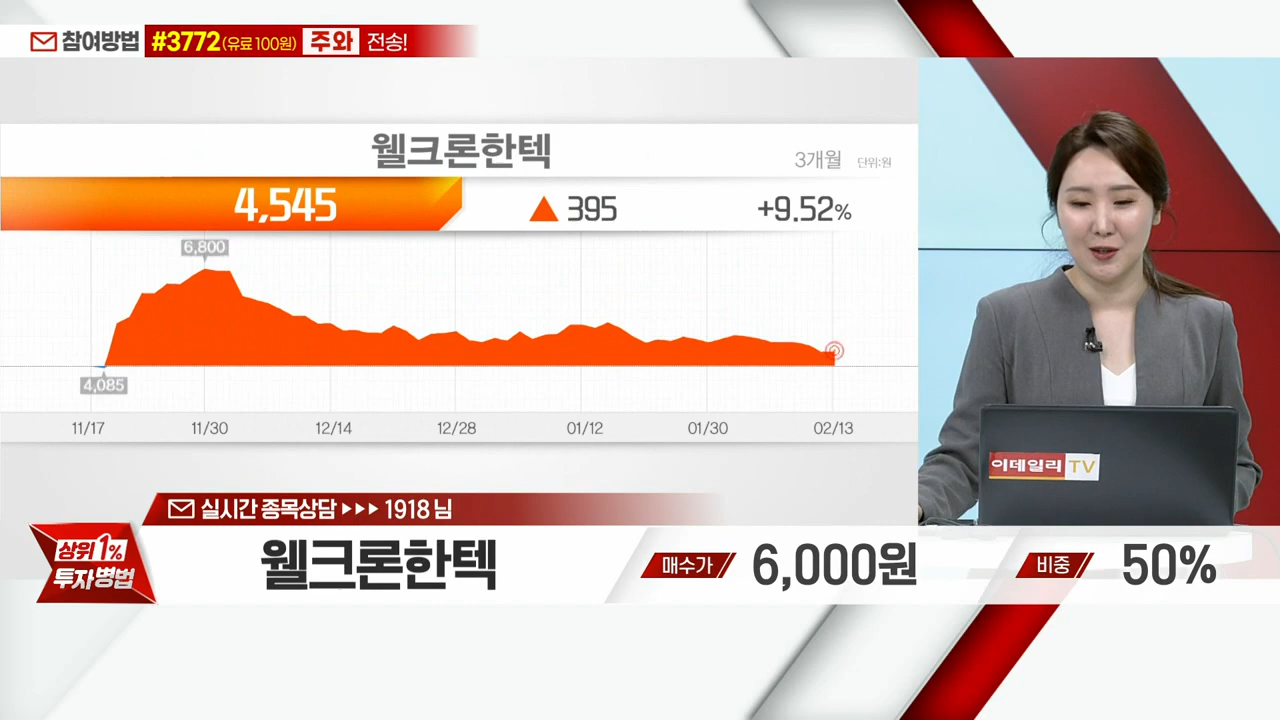 참여방법 #3772(유료 100원) 주와 전송!
웰크론한텍
3개월 단위:원
4,545 ▲ 395 +9.52%
6,800
4,085
11/17 11/30 12/14 12/28 01/12 01/30 02/13
이데일리 TV
실시간 종목상담 ▶▶▶ 1918 님
상위 1%
투자병법
웰크론한텍 매수가 6,000원 비중 50%